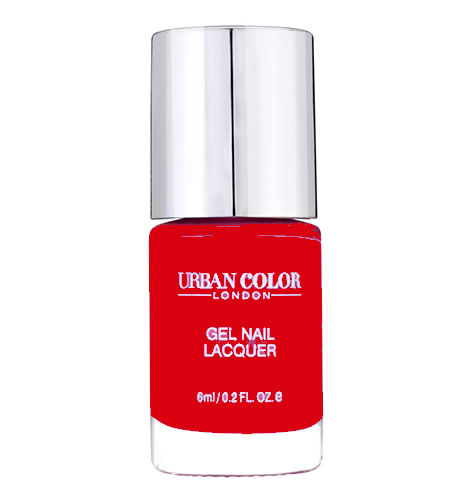 URBAN COLOR
LONDON
GEL NAIL
LACQUER
6ml/0.2 FL. OZ. e